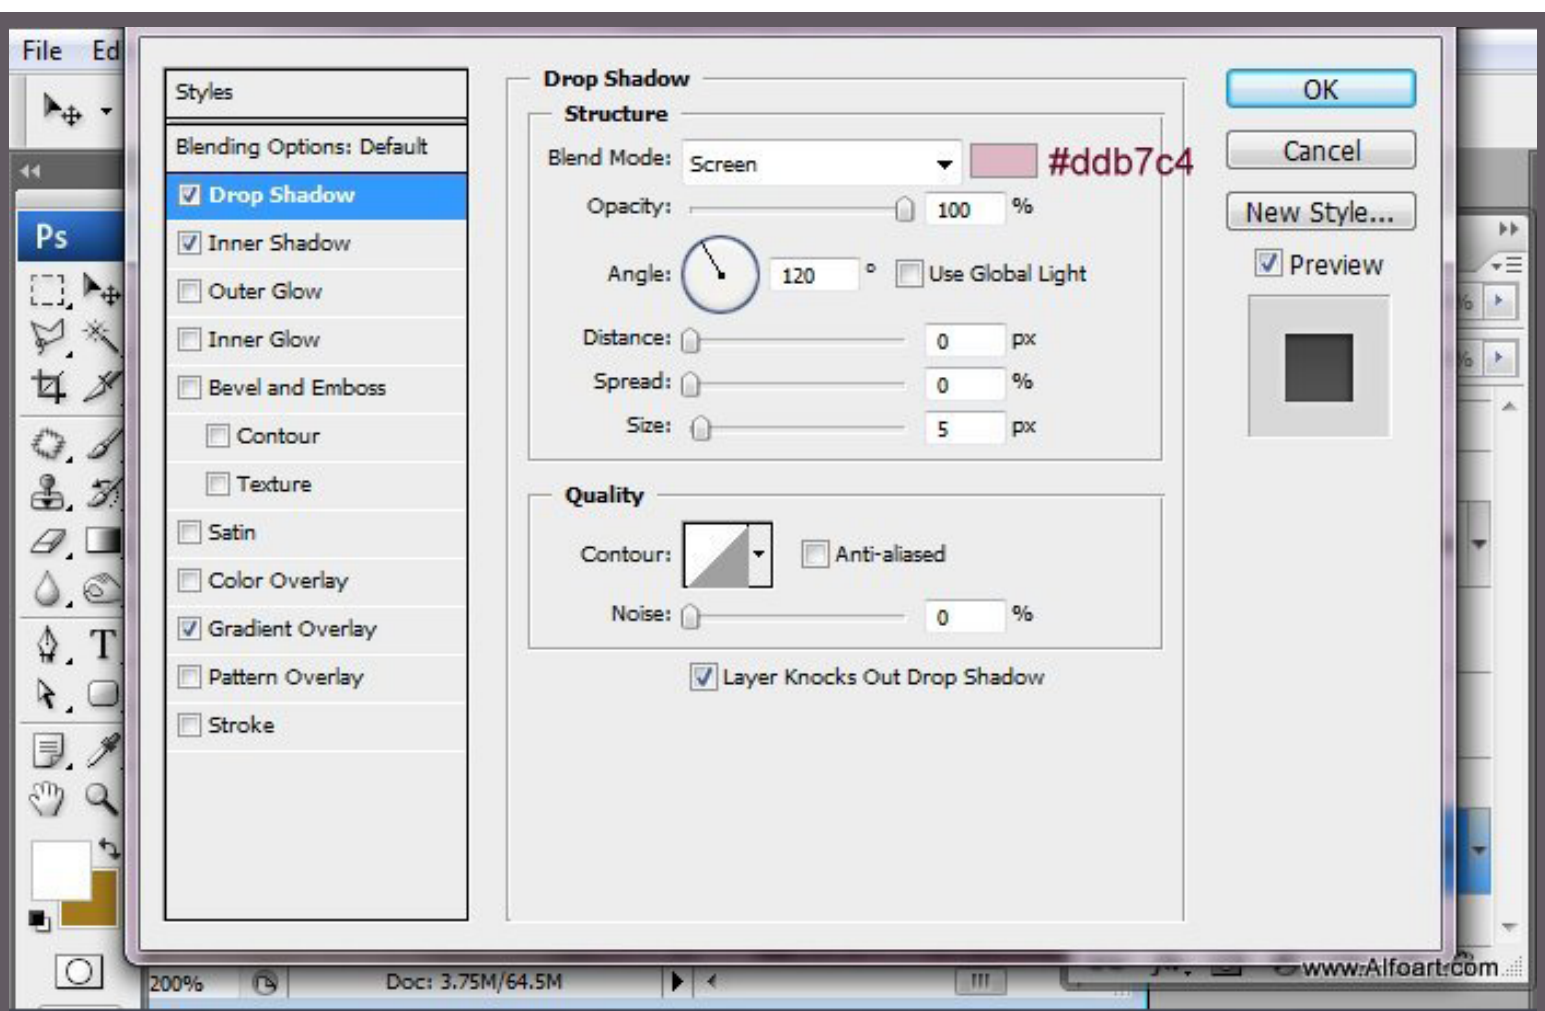 File Ed
Styles
Blending Options: Default
Drop Shadow
Inner Shadow
Outer Glow
Inner Glow
Bevel and Emboss
Contour
Texture
Satin
Color Overlay
Gradient Overlay
Pattern Overlay
Stroke
Drop Shadow
Structure
Blend Mode: Screen #ddb7c4
Opacity: 100 %
Angle: 120 ° Use Global Light
Distance: 0 px
Spread: 0 %
Size: 5 px
Quality
Contour: Anti-aliased
Noise: 0 %
Layer Knocks Out Drop Shadow
OK
Cancel
New Style...
Preview
Ps
T
%
%
200% Doc: 3.75M/64.5M
www.Alfoart.com